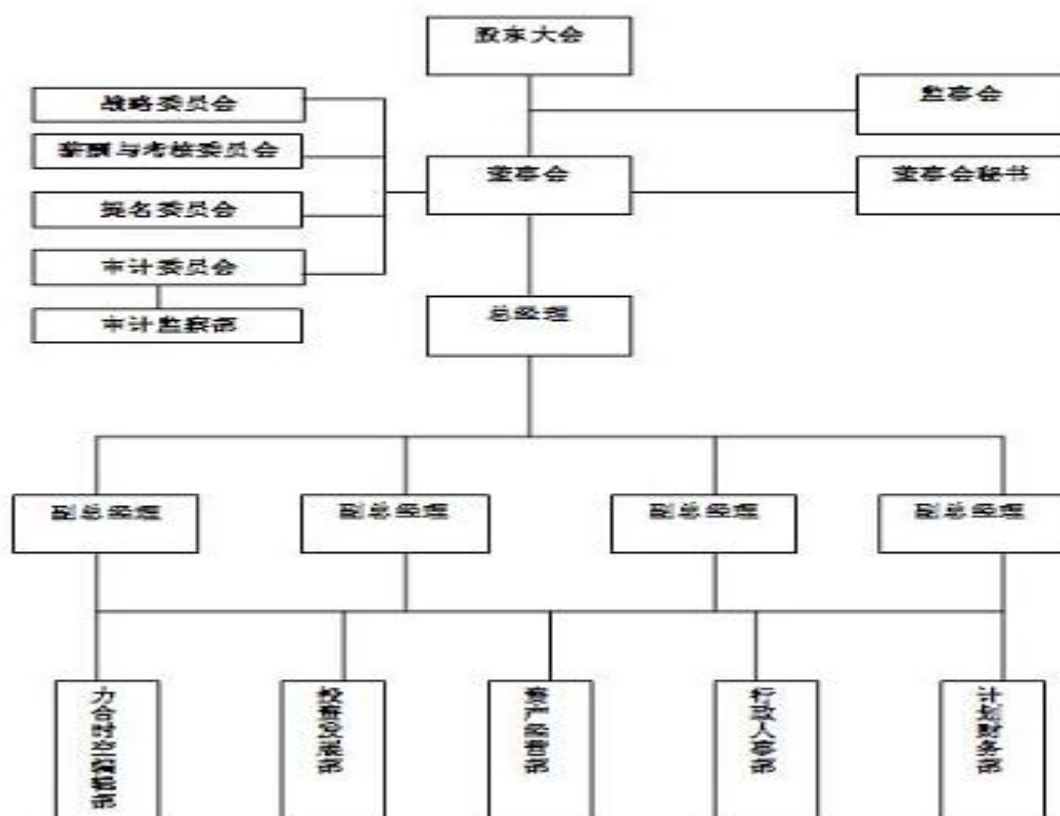 股东大会
监事会
战略委员会
薪酬与考核委员会
董事会
董事会秘书
提名委员会
审计委员会
总经理
审计监察部
副总经理
副总经理
副总经理
副总经理
投资发展部
资产经营部
行政人事部
计划财务部